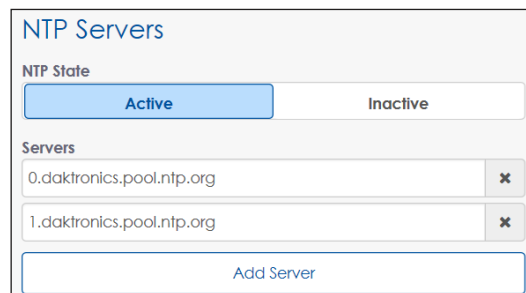 NTP Servers
NTP State
Active Inactive
Servers
0.daktronics.pool.ntp.org
1.daktronics.pool.ntp.org
Add Server